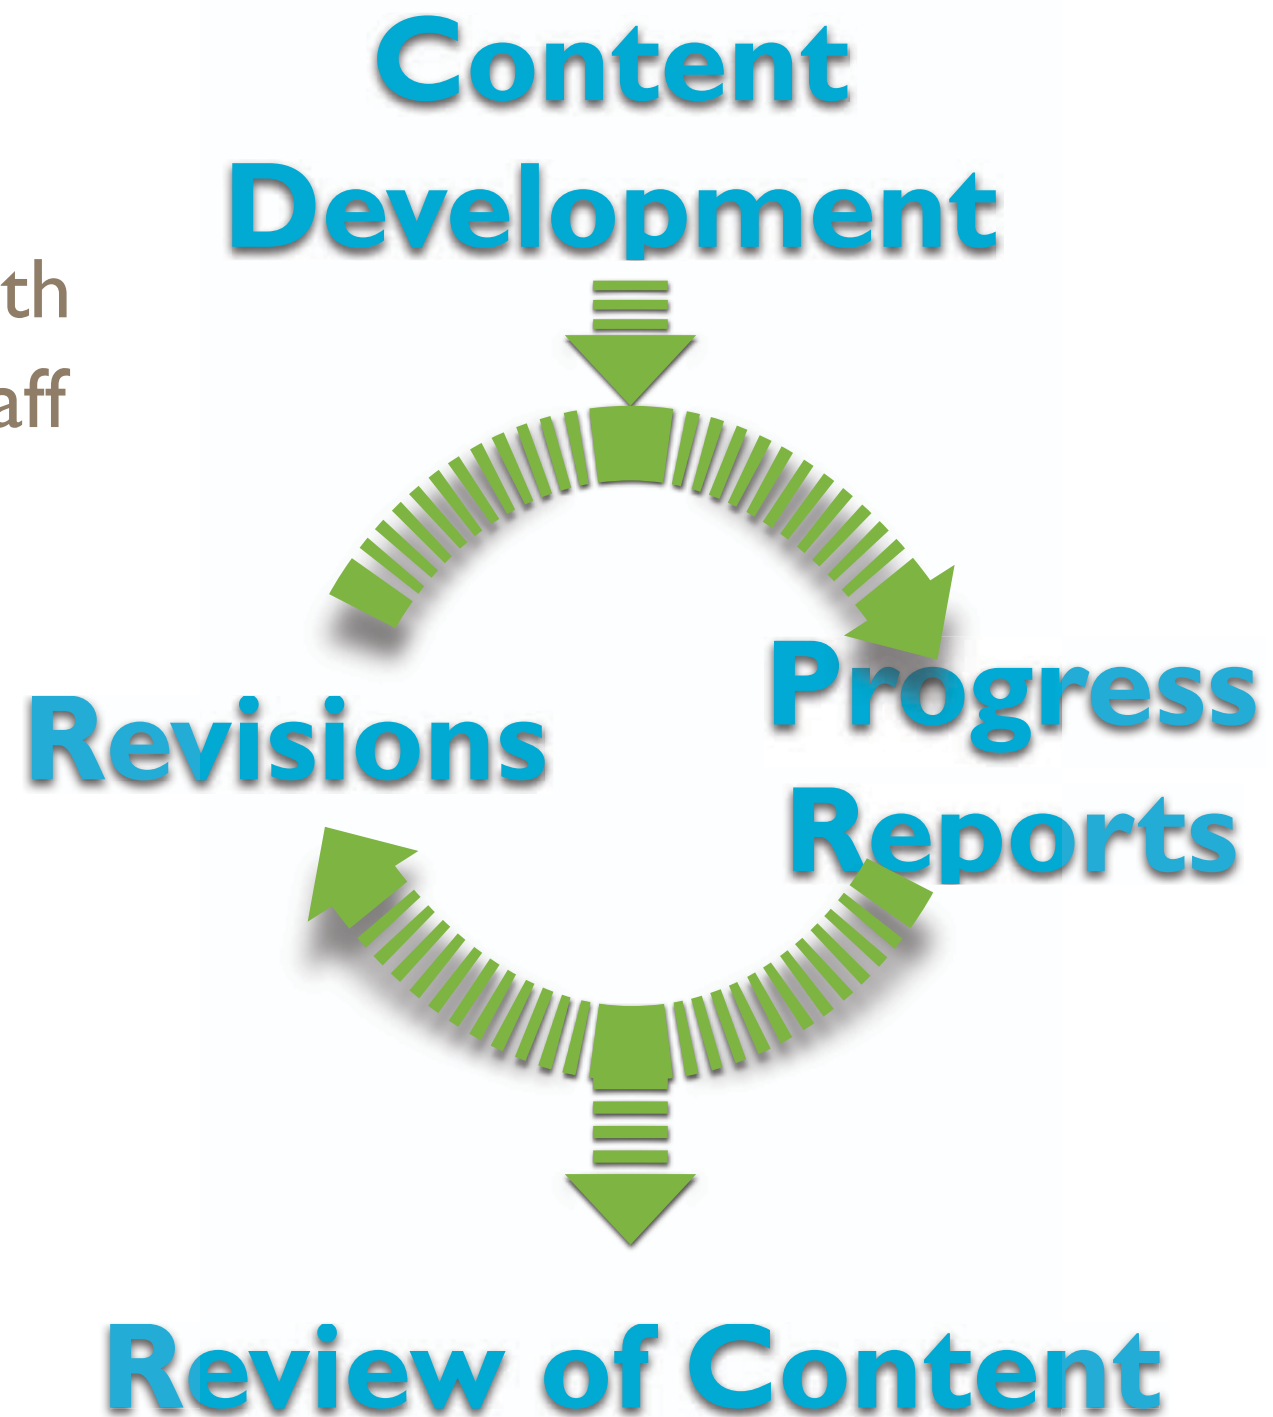 Content
Development
th
aff
Progress
Revisions
Reports
Review of Content